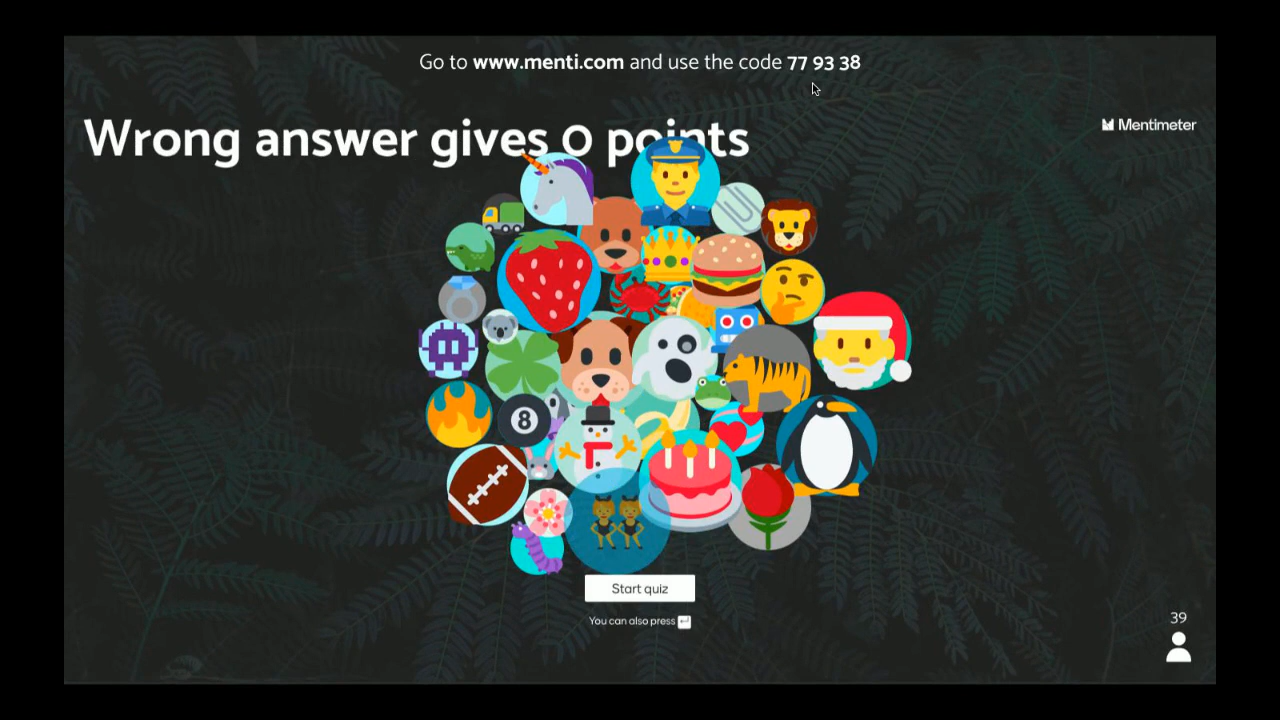 Go to www.menti.com and use the code 77 93 38
Mentimeter
Wrong answer gives 0 points
8
Start quiz
You can also press
39